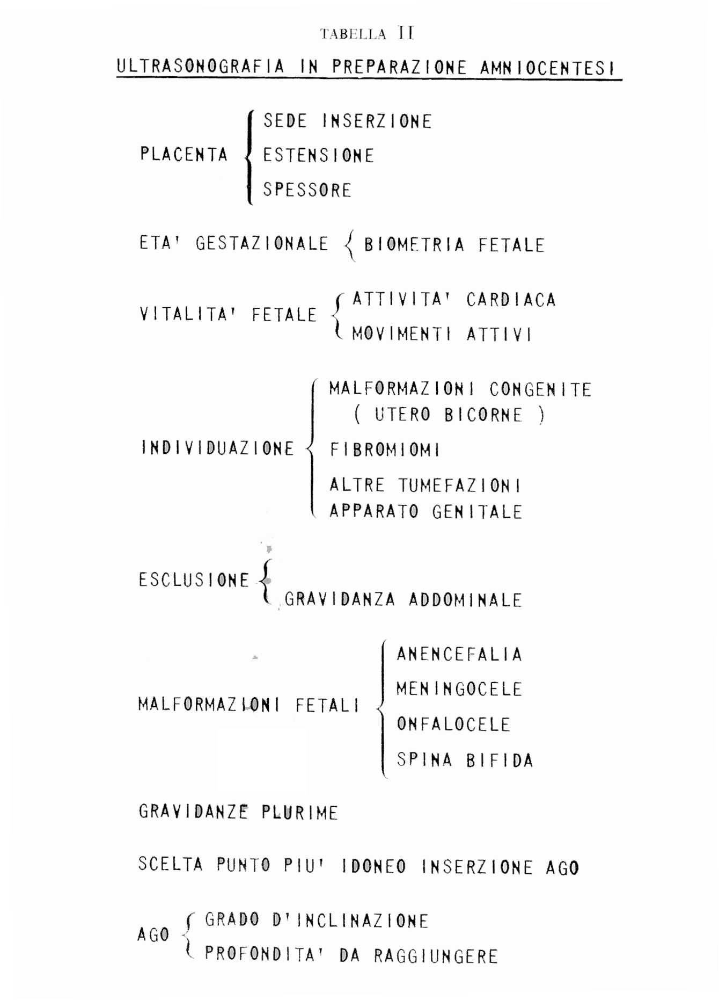 TABELLA II
ULTRASONOGRAFIA IN PREPARAZIONE AMNIOCENTESI
SEDE INSERZIONE
PLACENTA
ESTENSIONE
SPESSORE
ETA' GESTAZIONALE
BIOMETRIA FETALE
VITALITA' FETALE
ATTIVITA' CARDIACA
MOVIMENTI ATTIVI
INDIVIDUAZIONE
MALFORMAZIONI CONGENITE
( UTERO BICORNE )
FIBROMIOMI
ALTRE TUMEFAZIONI
APPARATO GENITALE
ESCLUSIONE
GRAVIDANZA ADDOMINALE
MALFORMAZIONI FETALI
ANENCEFALIA
MENINGOCELE
ONFALOCELE
SPINA BIFIDA
GRAVIDANZE PLURIME
SCELTA PUNTO PIU' IDONEO INSERZIONE AGO
AGO
GRADO D'INCLINAZIONE
PROFONDITA' DA RAGGIUNGERE